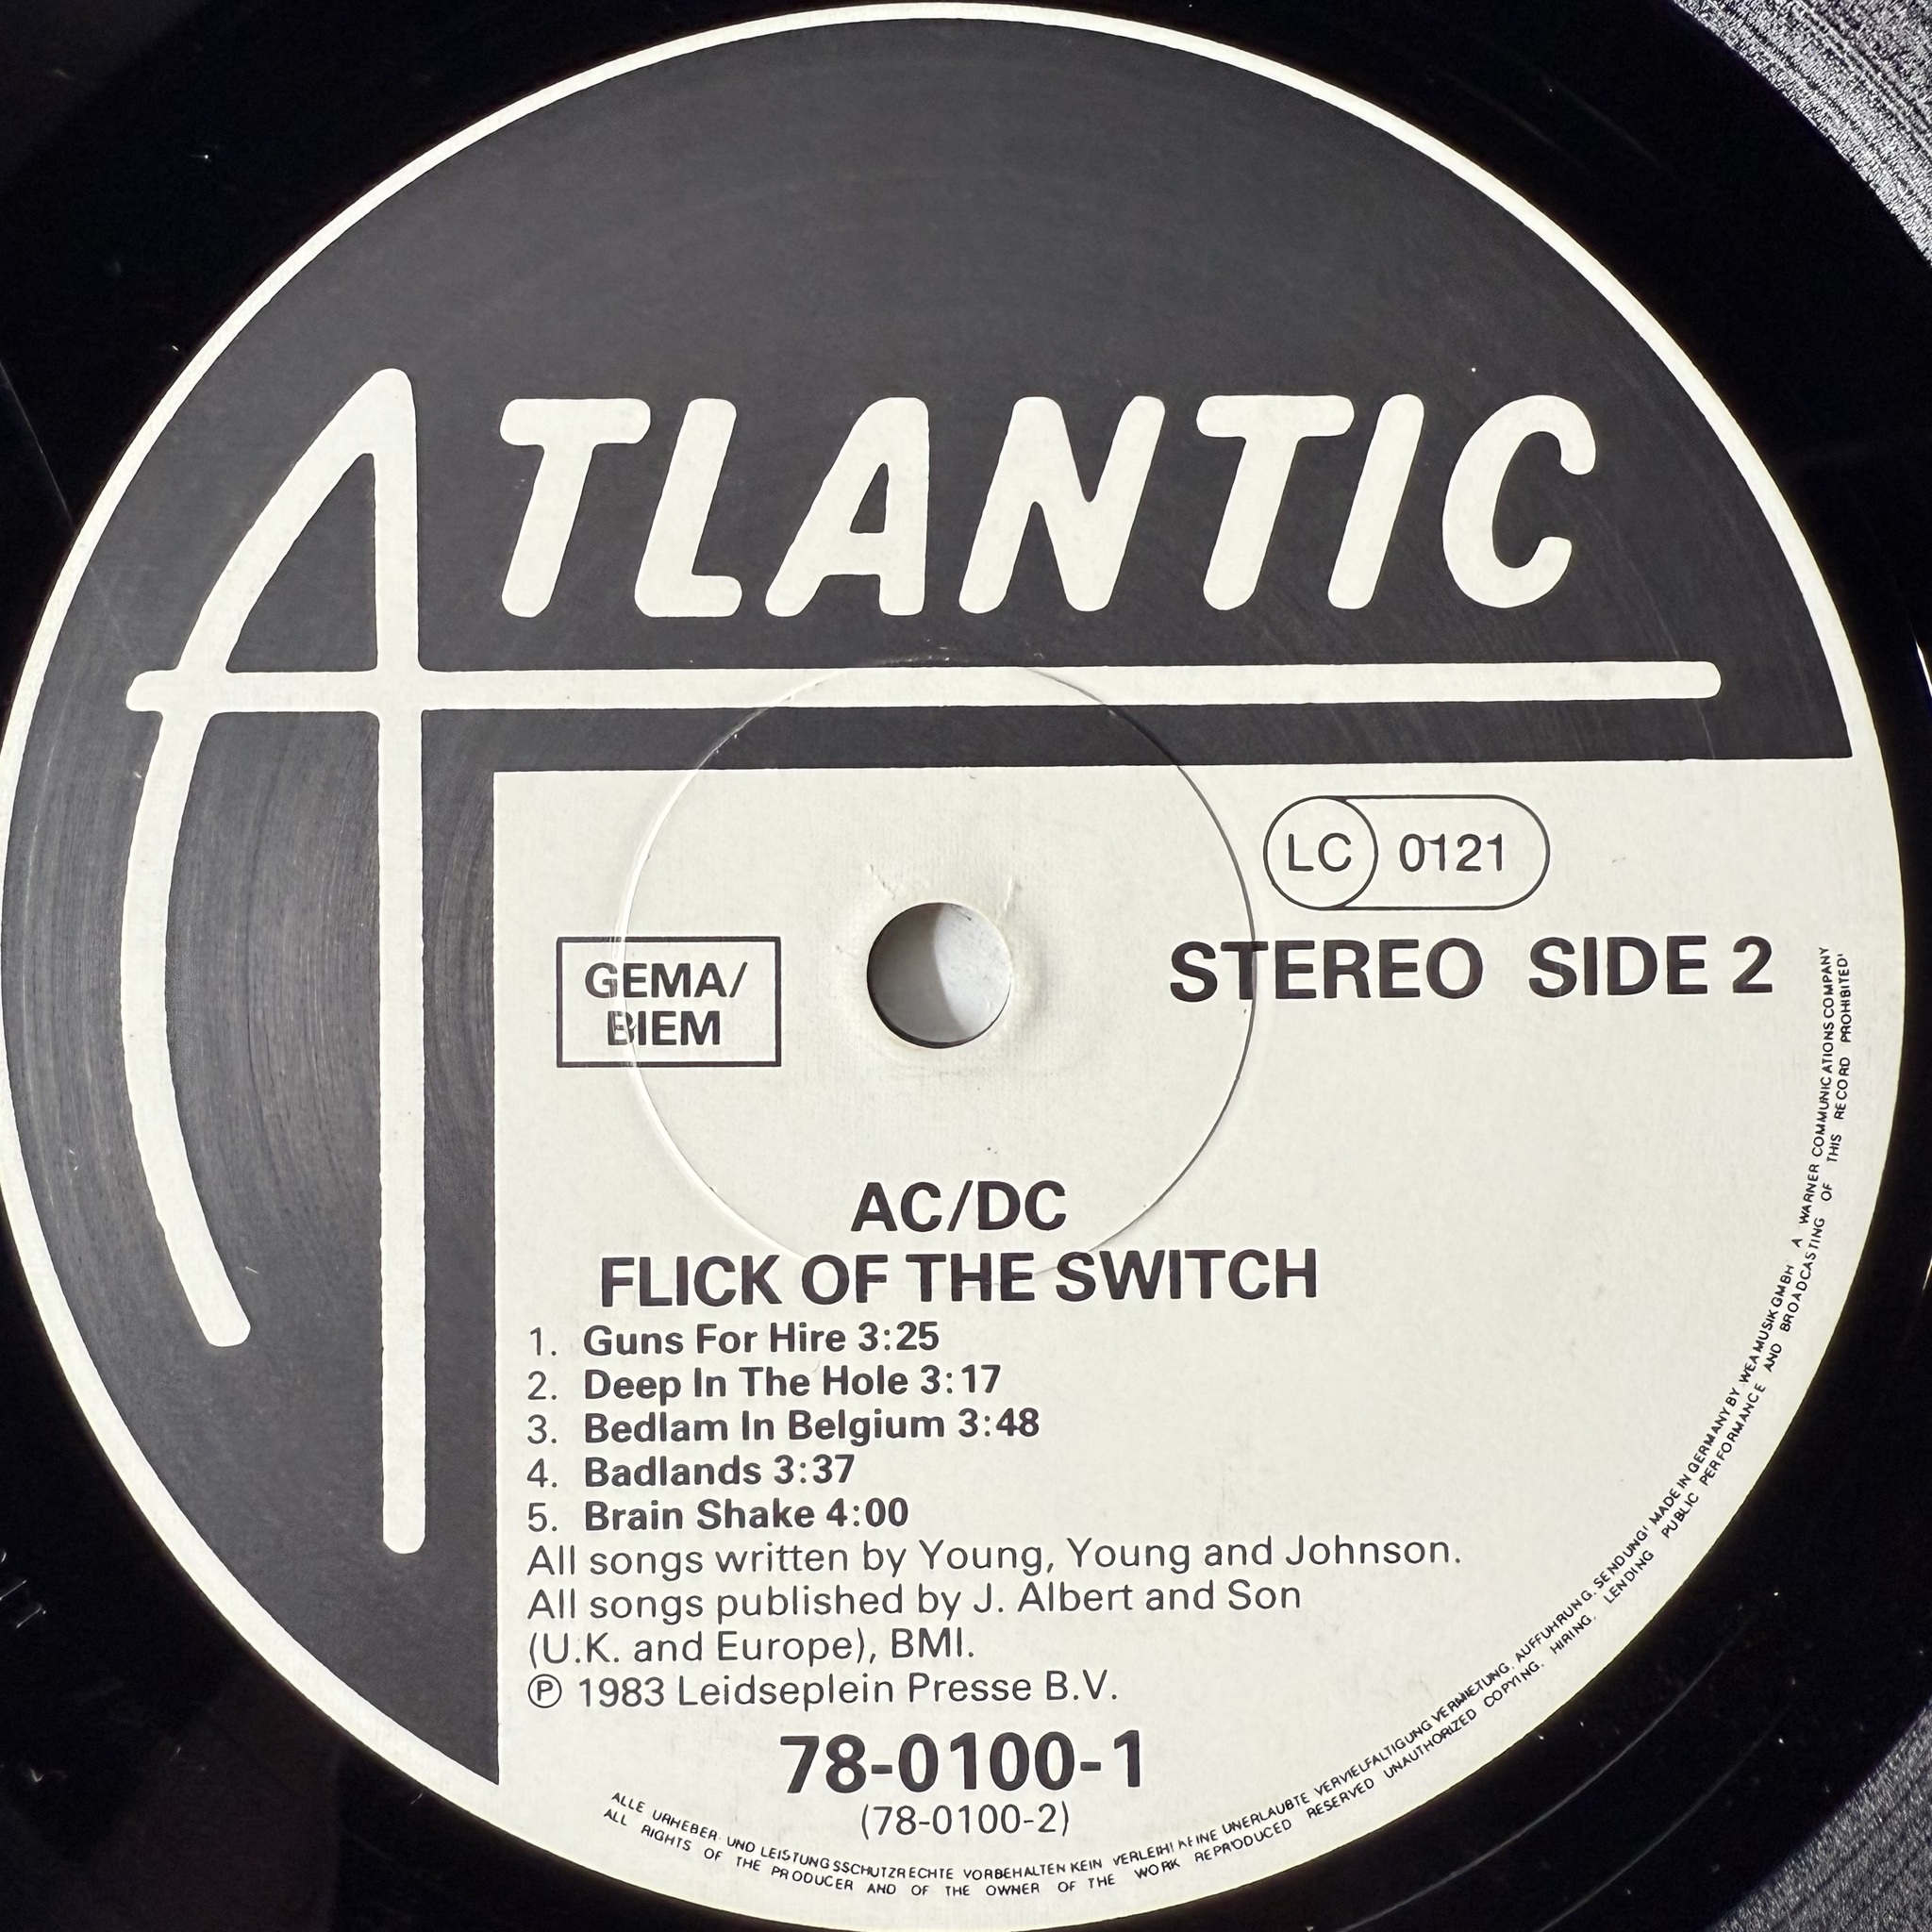 ATLANTIC
LC 0121
GEMA/
BIEM
STEREO SIDE 2
AC/DC
FLICK OF THE SWITCH
1. Guns For Hire 3:25
2. Deep In The Hole 3:17
3. Bedlam In Belgium 3:48
4. Badlands 3:37
5. Brain Shake 4:00
All songs written by Young, Young and Johnson.
All songs published by J. Albert and Son
(U.K. and Europe), BMI.
℗ 1983 Leidseplein Presse B.V.
78-0100-1
(78-0100-2)
ALLE URHEBER UND LEISTUNGSSCHUTZRECHTE VORBEHALTEN KEIN VERLEIH! KEINE UNERLAUBTE VERVIELFALTIGUNG VERMIETUNG, AUFFUHRUNG, SENDUNG! MADE IN GERMANY BY WEA MUSIK GMBH A WARNER COMMUNICATIONS COMPANY
ALL RIGHTS OF THE PRODUCER AND OF THE OWNER OF THE WORK REPRODUCED RESERVED UNAUTHORIZED COPYING, HIRING, LENDING PUBLIC PERFORMANCE AND BROADCASTING OF THIS RECORD PROHIBITED'